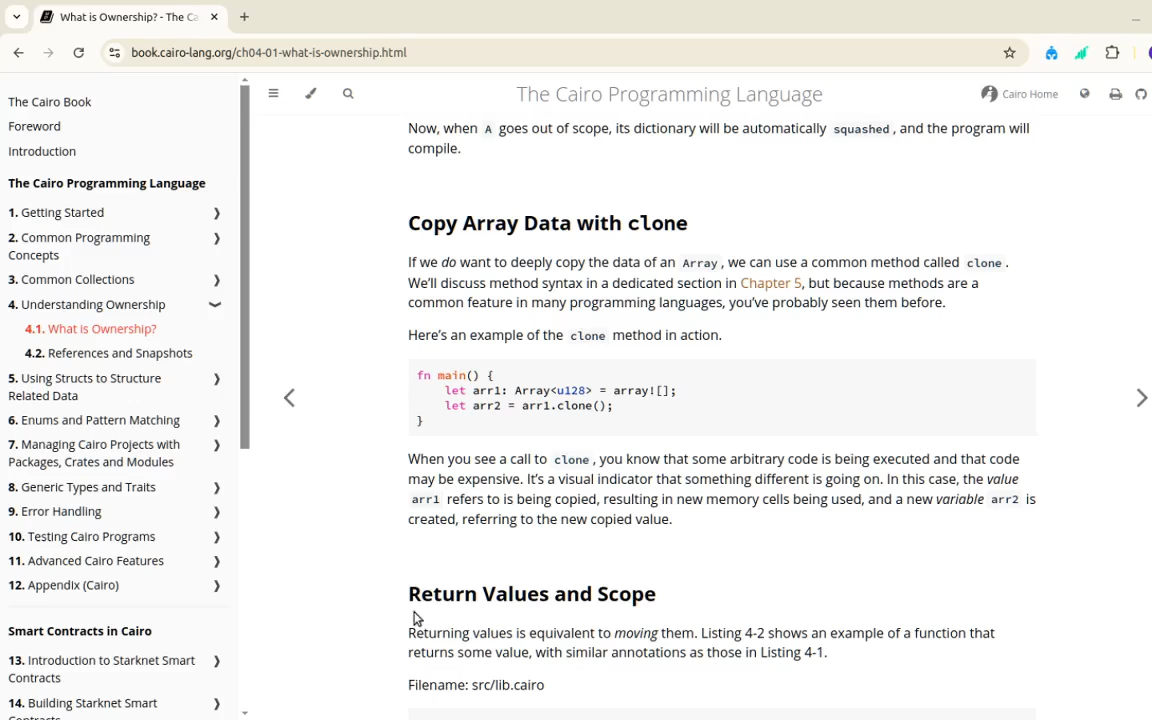 What is Ownership? - The Ca
book.cairo-lang.org/ch04-01-what-is-ownership.html
The Cairo Book
Foreword
Introduction
The Cairo Programming Language
1. Getting Started
2. Common Programming
Concepts
3. Common Collections
4. Understanding Ownership
4.1. What is Ownership?
4.2. References and Snapshots
5. Using Structs to Structure
Related Data
6. Enums and Pattern Matching
7. Managing Cairo Projects with
Packages, Crates and Modules
8. Generic Types and Traits
9. Error Handling
10. Testing Cairo Programs
11. Advanced Cairo Features
12. Appendix (Cairo)
Smart Contracts in Cairo
13. Introduction to Starknet Smart
Contracts
14. Building Starknet Smart
Contracts
The Cairo Programming Language
Cairo Home
Now, when A goes out of scope, its dictionary will be automatically squashed, and the program will
compile.
Copy Array Data with clone
If we do want to deeply copy the data of an Array, we can use a common method called clone.
We’ll discuss method syntax in a dedicated section in Chapter 5, but because methods are a
common feature in many programming languages, you’ve probably seen them before.
Here’s an example of the clone method in action.
fn main() {
    let arr1: Array<u128> = array![];
    let arr2 = arr1.clone();
}
When you see a call to clone, you know that some arbitrary code is being executed and that code
may be expensive. It’s a visual indicator that something different is going on. In this case, the value
arr1 refers to is being copied, resulting in new memory cells being used, and a new variable arr2 is
created, referring to the new copied value.
Return Values and Scope
Returning values is equivalent to moving them. Listing 4-2 shows an example of a function that
returns some value, with similar annotations as those in Listing 4-1.
Filename: src/lib.cairo